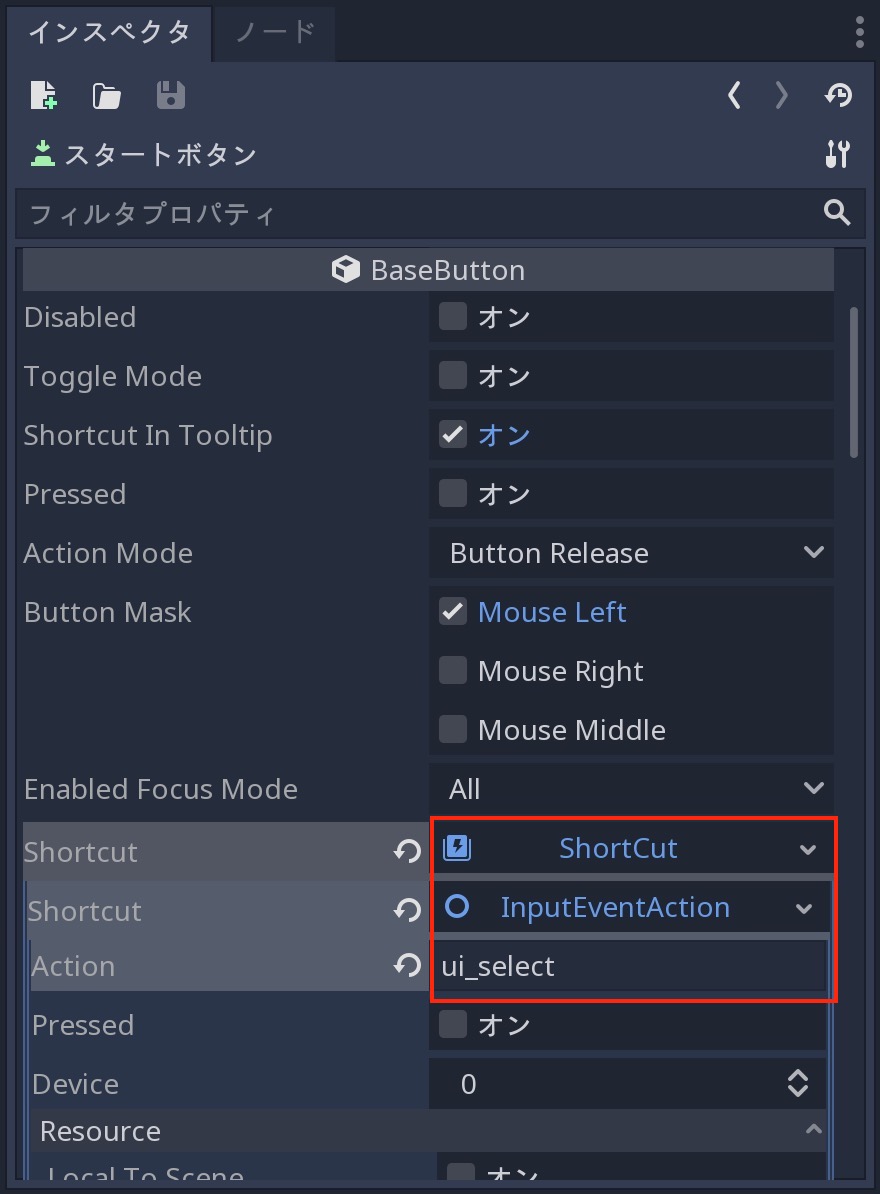 インスペクタ ノード
スタートボタン
フィルタプロパティ
BaseButton
Disabled オン
Toggle Mode オン
Shortcut In Tooltip オン
Pressed オン
Action Mode Button Release
Button Mask Mouse Left
Mouse Right
Mouse Middle
Enabled Focus Mode All
Shortcut ShortCut
Shortcut InputEventAction
Action ui_select
Pressed オン
Device 0
Resource
Local To Scene オン